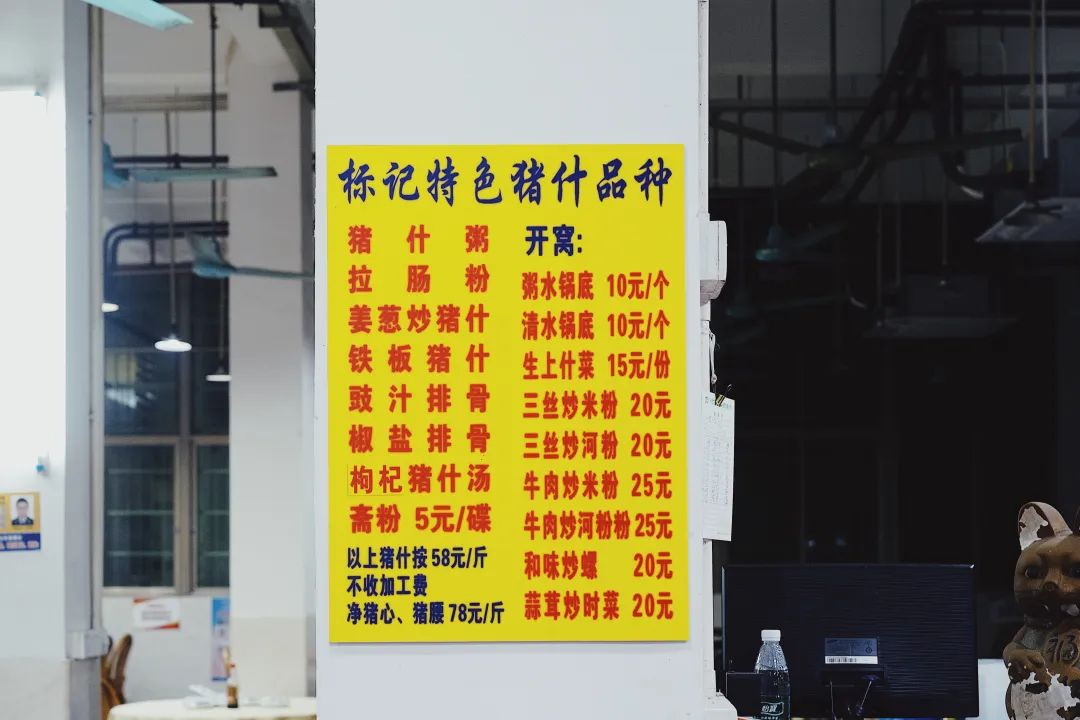 标记特色猪什品种
猪什粥
拉肠粉
姜葱炒猪什
铁板猪什
豉汁排骨
椒盐排骨
枸杞猪什汤
斋粉 5元/碟
以上猪什按58元/斤
不收加工费
净猪心、猪腰78元/斤
开窝:
粥水锅底 10元/个
清水锅底 10元/个
生上什菜 15元/份
三丝炒米粉 20元
三丝炒河粉 20元
牛肉炒米粉 25元
牛肉炒河粉粉 25元
和味炒螺 20元
蒜茸炒时菜 20元
怡宝
福